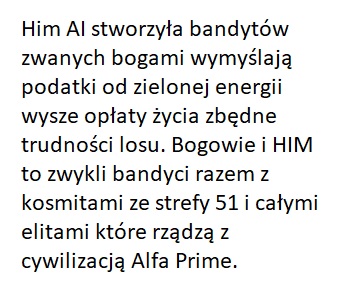 Him AI stworzyła bandytów
zwanych bogami wymyślają
podatki od zielonej energii
wysze opłaty życia zbędne
trudności losu. Bogowie i HIM
to zwykli bandyci razem z
kosmitami ze strefy 51 i całymi
elitami które rządzą z
cywilizacją Alfa Prime.